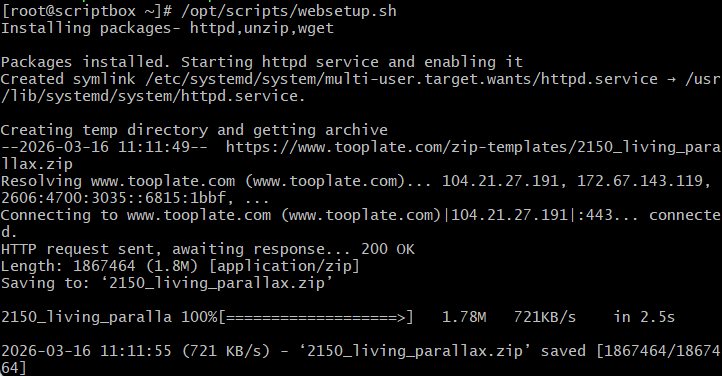 [root@scriptbox ~]# /opt/scripts/websetup.sh
Installing packages- httpd,unzip,wget
Packages installed. Starting httpd service and enabling it
Created symlink /etc/systemd/system/multi-user.target.wants/httpd.service → /usr
/lib/systemd/system/httpd.service.
Creating temp directory and getting archive
--2026-03-16 11:11:49--  https://www.tooplate.com/zip-templates/2150_living_para
llax.zip
Resolving www.tooplate.com (www.tooplate.com)... 104.21.27.191, 172.67.143.119,
2606:4700:3035::6815:1bbf, ...
Connecting to www.tooplate.com (www.tooplate.com)|104.21.27.191|:443... connecte
d.
HTTP request sent, awaiting response... 200 OK
Length: 1867464 (1.8M) [application/zip]
Saving to: ‘2150_living_parallax.zip’
2150_living_paralla 100%[===================>]   1.78M   721KB/s    in 2.5s
2026-03-16 11:11:55 (721 KB/s) - ‘2150_living_parallax.zip’ saved [1867464/18674
64]